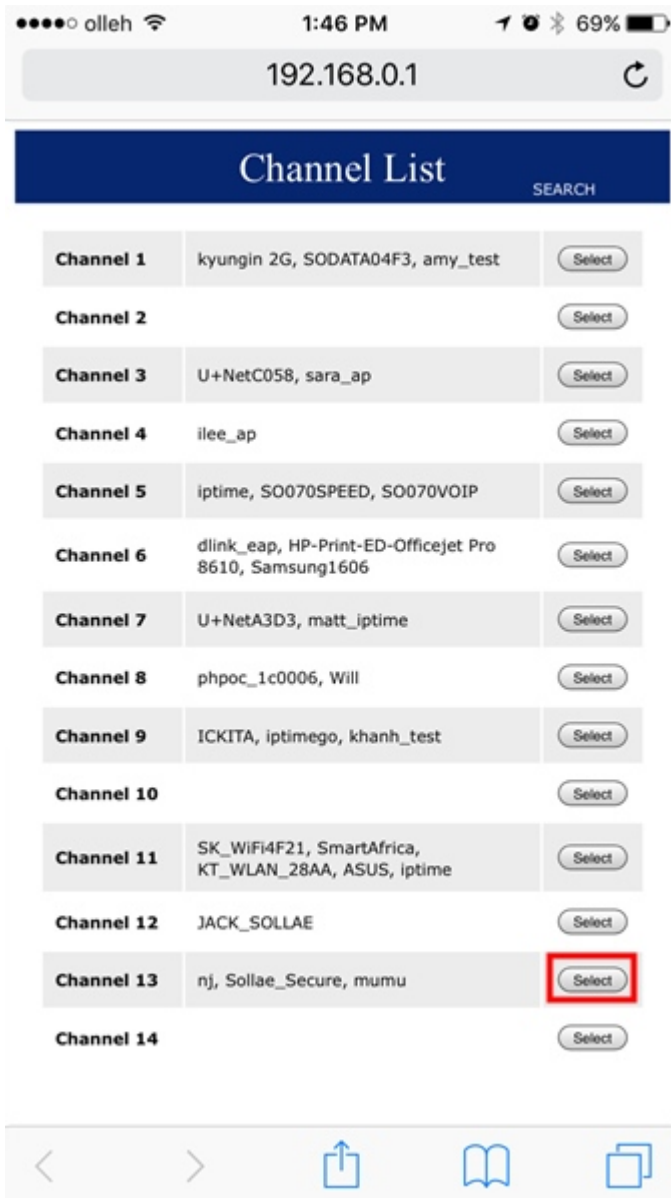 olleh 1:46 PM 69%
192.168.0.1
Channel List
SEARCH
Channel 1 kyungin 2G, SODATA04F3, amy_test Select
Channel 2 Select
Channel 3 U+NetC058, sara_ap Select
Channel 4 ilee_ap Select
Channel 5 iptime, SO070SPEED, SO070VOIP Select
Channel 6 dlink_eap, HP-Print-ED-Officejet Pro
8610, Samsung1606 Select
Channel 7 U+NetA3D3, matt_iptime Select
Channel 8 phpoc_1c0006, Will Select
Channel 9 ICKITA, iptimego, khanh_test Select
Channel 10 Select
Channel 11 SK_WiFi4F21, SmartAfrica,
KT_WLAN_28AA, ASUS, iptime Select
Channel 12 JACK_SOLLAE Select
Channel 13 nj, Sollae_Secure, mumu Select
Channel 14 Select